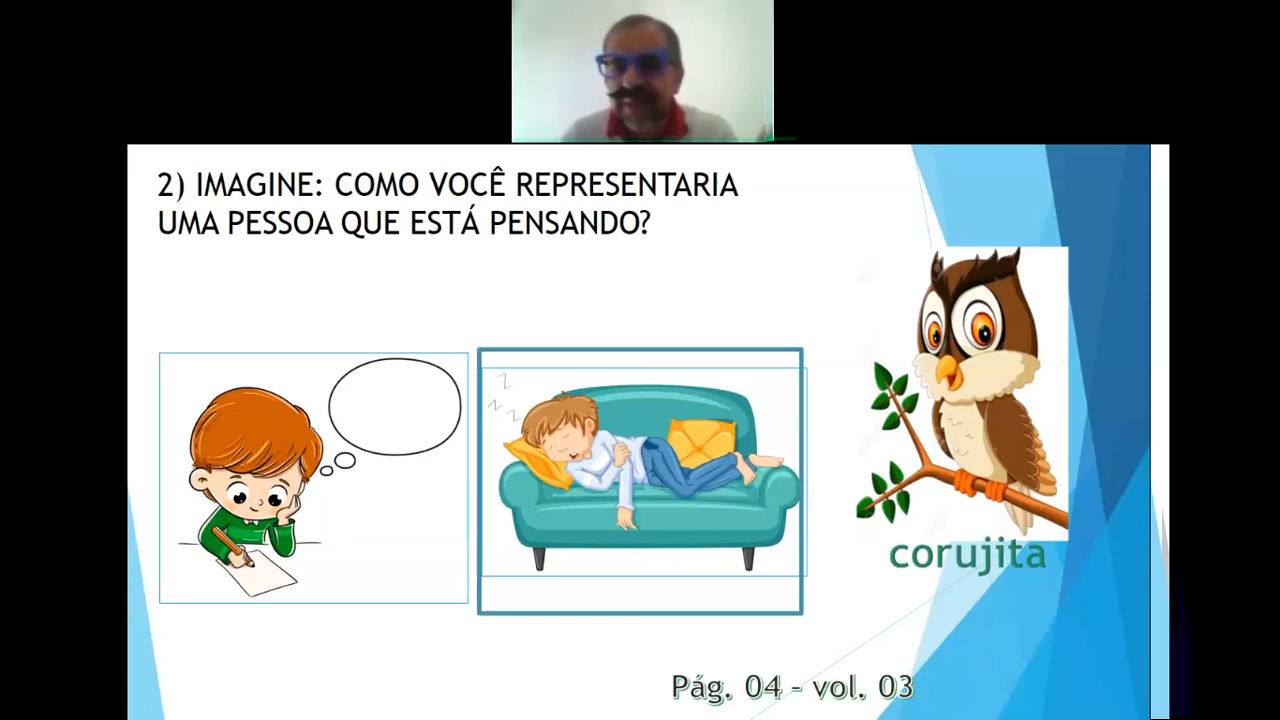 2) IMAGINE: COMO VOCÊ REPRESENTARIA
UMA PESSOA QUE ESTÁ PENSANDO?
z
z
z
corujita
Pág. 04 - vol. 03